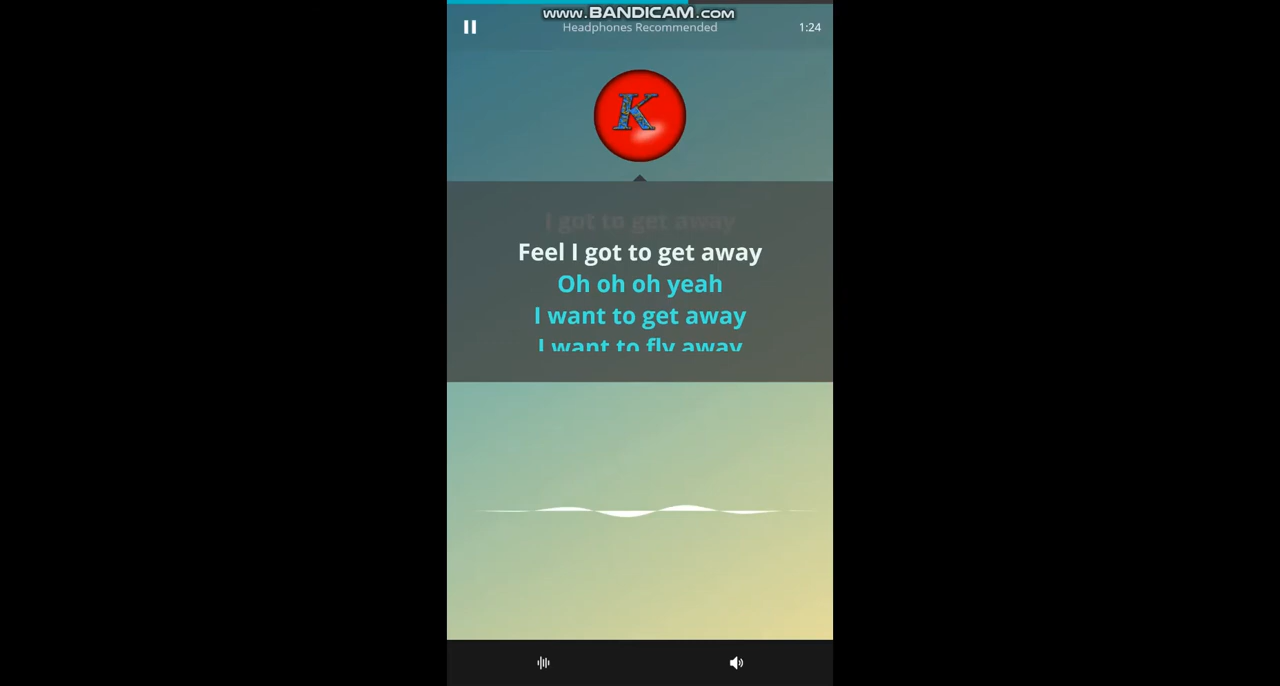 www.BANDICAM.com
Headphones Recommended
1:24
K
I got to get away
Feel I got to get away
Oh oh oh yeah
I want to get away
I want to fly away